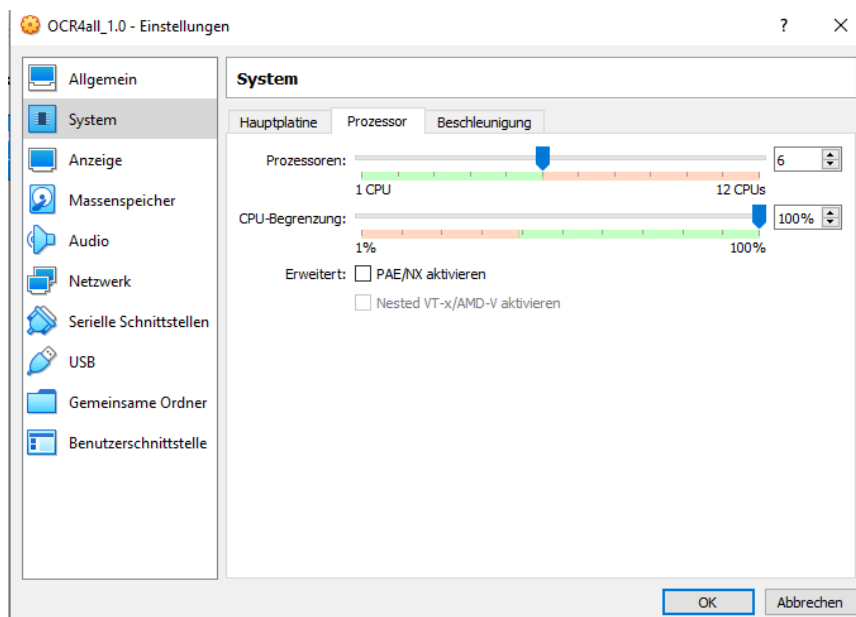 OCR4all_1.0 - Einstellungen
?
Allgemein
System
Anzeige
Massenspeicher
Audio
Netzwerk
Serielle Schnittstellen
USB
Gemeinsame Ordner
Benutzerschnittstelle
System
Hauptplatine Prozessor Beschleunigung
Prozessoren: 6
1 CPU 12 CPUs
CPU-Begrenzung: 100%
1% 100%
Erweitert: PAE/NX aktivieren
Nested VT-x/AMD-V aktivieren
OK Abbrechen